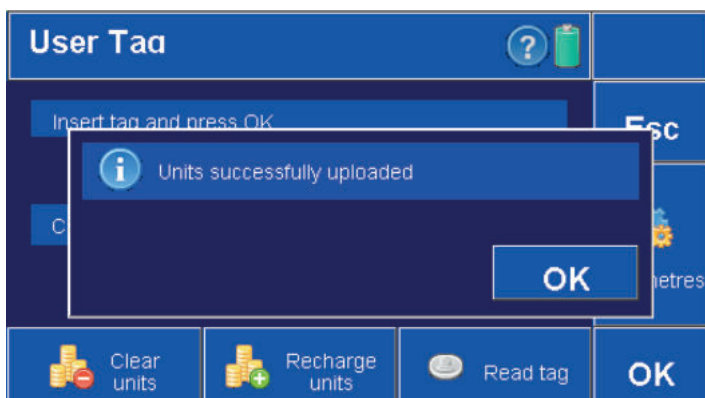 User Tag
?
Esc
Insert tag and press OK
i Units successfully uploaded
C
OK
etres
Clear
units
Recharge
units
Read tag
OK